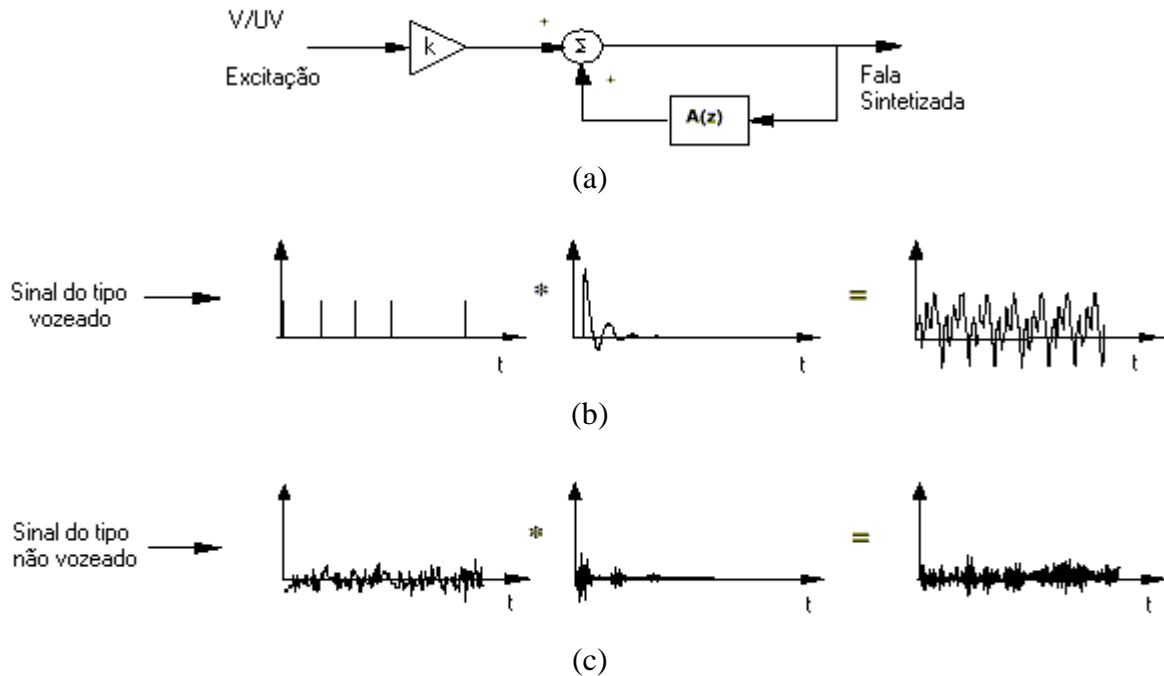 V/UV
Excitação
k
+
Σ
+
A(z)
Fala
Sintetizada
(a)
Sinal do tipo
vozeado
*
=
t
t
t
(b)
Sinal do tipo
não vozeado
*
=
t
t
t
(c)